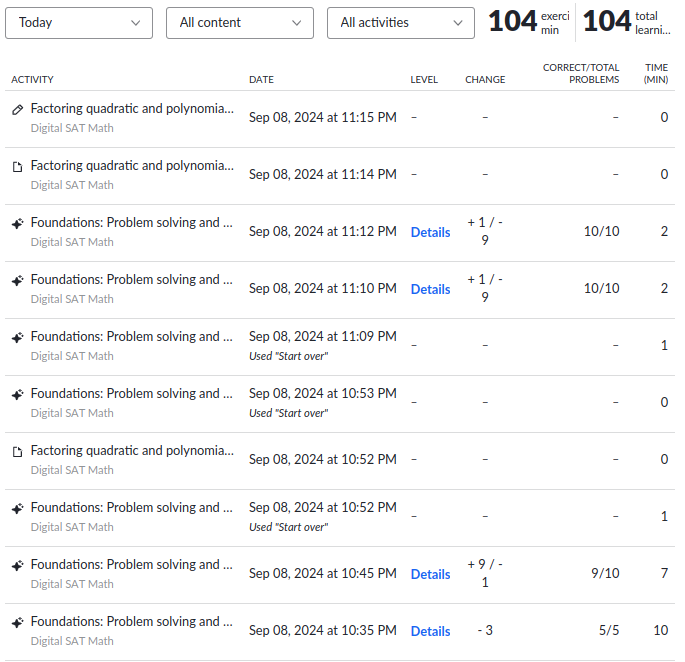 Today All content All activities 104 exerci min 104 total learni...
ACTIVITY DATE LEVEL CHANGE CORRECT/TOTAL PROBLEMS TIME (MIN)
Factoring quadratic and polynomia... Sep 08, 2024 at 11:15 PM – – – 0
Digital SAT Math
Factoring quadratic and polynomia... Sep 08, 2024 at 11:14 PM – – – 0
Digital SAT Math
Foundations: Problem solving and ... Sep 08, 2024 at 11:12 PM Details + 1 / - 9 10/10 2
Digital SAT Math
Foundations: Problem solving and ... Sep 08, 2024 at 11:10 PM Details + 1 / - 9 10/10 2
Digital SAT Math
Foundations: Problem solving and ... Sep 08, 2024 at 11:09 PM – – – 1
Digital SAT Math Used "Start over"
Foundations: Problem solving and ... Sep 08, 2024 at 10:53 PM – – – 0
Digital SAT Math Used "Start over"
Factoring quadratic and polynomia... Sep 08, 2024 at 10:52 PM – – – 0
Digital SAT Math
Foundations: Problem solving and ... Sep 08, 2024 at 10:52 PM – – – 1
Digital SAT Math Used "Start over"
Foundations: Problem solving and ... Sep 08, 2024 at 10:45 PM Details + 9 / - 1 9/10 7
Digital SAT Math
Foundations: Problem solving and ... Sep 08, 2024 at 10:35 PM Details - 3 5/5 10
Digital SAT Math